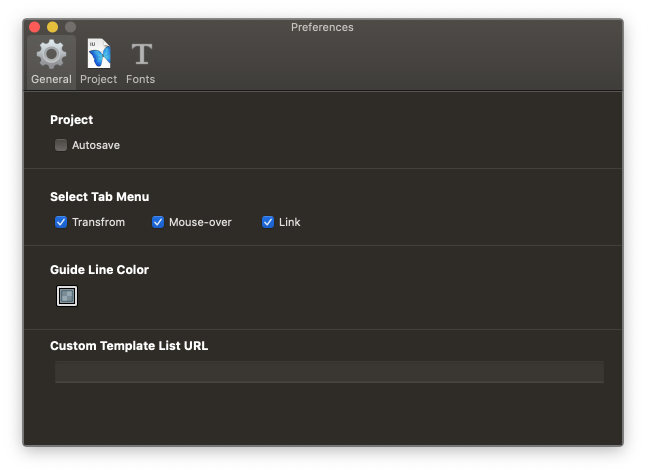 Preferences
IU
General Project Fonts
Project
Autosave
Select Tab Menu
Transfrom Mouse-over Link
Guide Line Color
Custom Template List URL